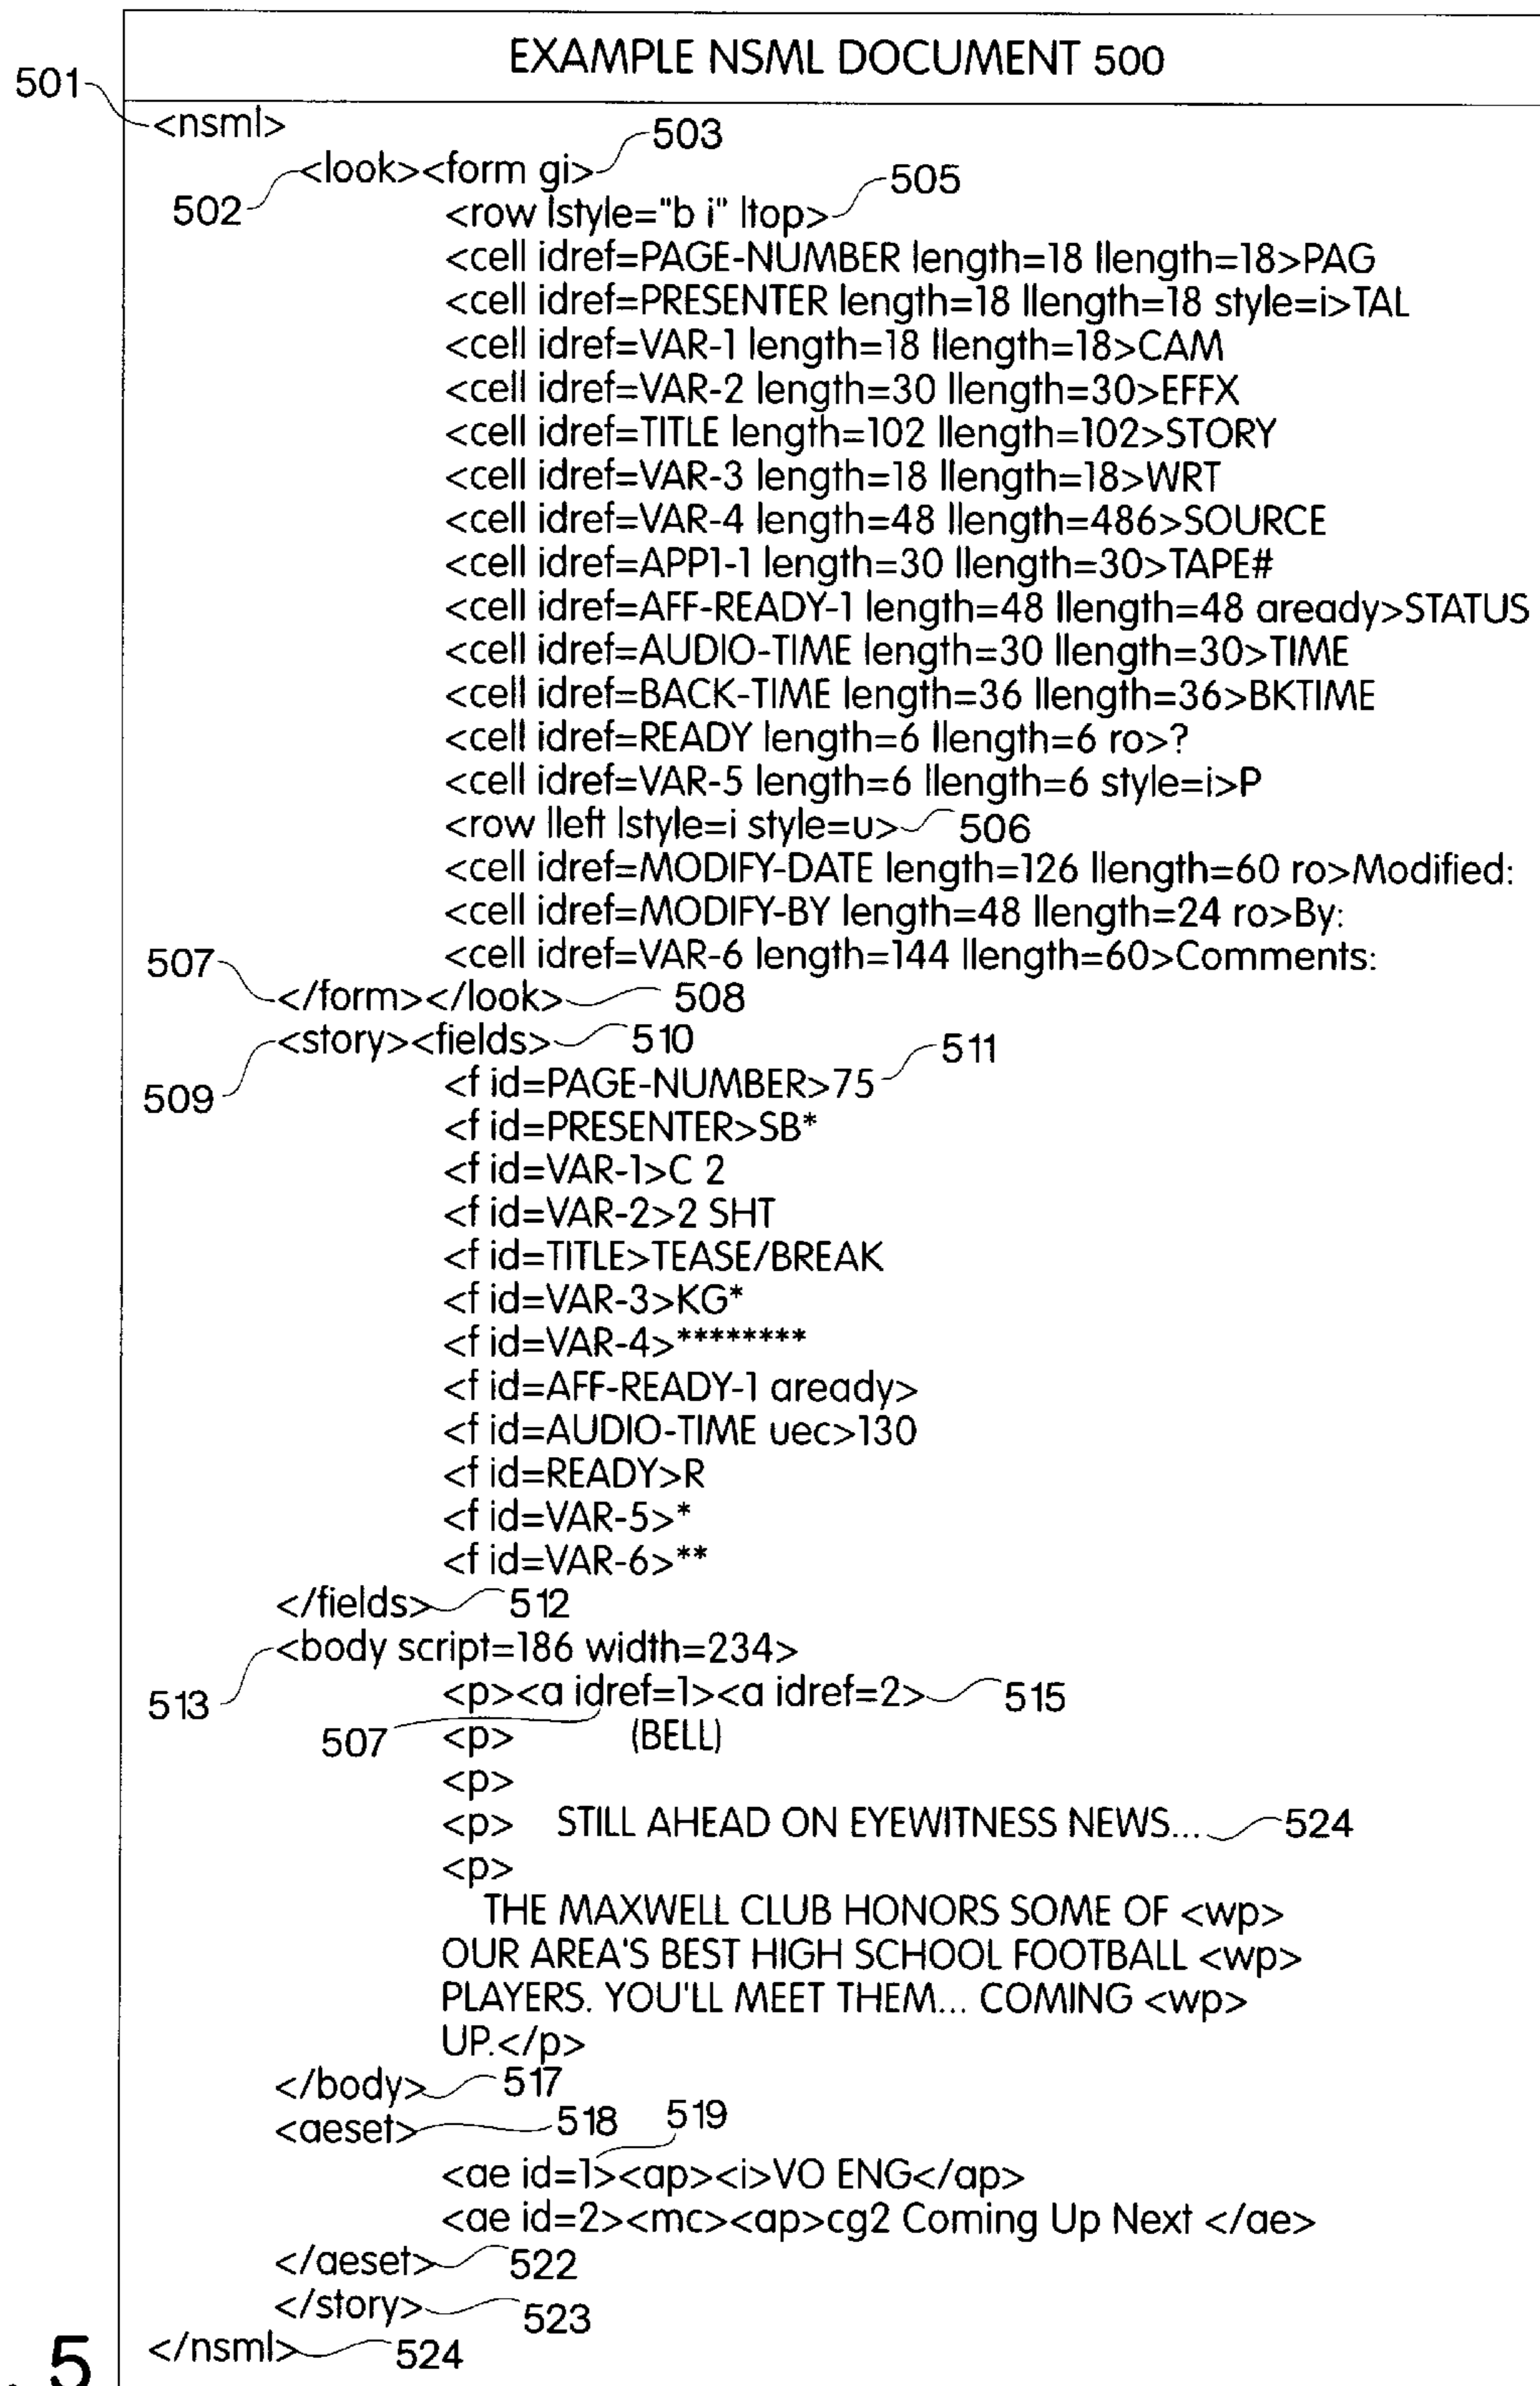 EXAMPLE NSML DOCUMENT 500
501
<nsml>
503
<look><form gi>
505
502
<row lstyle="b i" ltop>
<cell idref=PAGE-NUMBER length=18 llength=18>PAG
<cell idref=PRESENTER length=18 llength=18 style=i>TAL
<cell idref=VAR-1 length=18 llength=18>CAM
<cell idref=VAR-2 length=30 llength=30>EFFX
<cell idref=TITLE length=102 llength=102>STORY
<cell idref=VAR-3 length=18 llength=18>WRT
<cell idref=VAR-4 length=48 llength=486>SOURCE
<cell idref=APP1-1 length=30 llength=30>TAPE#
<cell idref=AFF-READY-1 length=48 llength=48 aready>STATUS
<cell idref=AUDIO-TIME length=30 llength=30>TIME
<cell idref=BACK-TIME length=36 llength=36>BKTIME
<cell idref=READY length=6 llength=6 ro>?
<cell idref=VAR-5 length=6 llength=6 style=i>P
<row lleft lstyle=i style=u> 506
<cell idref=MODIFY-DATE length=126 llength=60 ro>Modified:
<cell idref=MODIFY-BY length=48 llength=24 ro>By:
<cell idref=VAR-6 length=144 llength=60>Comments:
507
</form></look> 508
<story><fields> 510
511
509
<f id=PAGE-NUMBER>75
<f id=PRESENTER>SB*
<f id=VAR-1>C 2
<f id=VAR-2>2 SHT
<f id=TITLE>TEASE/BREAK
<f id=VAR-3>KG*
<f id=VAR-4>********
<f id=AFF-READY-1 aready>
<f id=AUDIO-TIME uec>130
<f id=READY>R
<f id=VAR-5>*
<f id=VAR-6>**
</fields> 512
<body script=186 width=234>
513
<p><a idref=1><a idref=2> 515
507
<p> (BELL)
<p>
<p> STILL AHEAD ON EYEWITNESS NEWS... 524
<p>
THE MAXWELL CLUB HONORS SOME OF <wp>
OUR AREA'S BEST HIGH SCHOOL FOOTBALL <wp>
PLAYERS. YOU'LL MEET THEM... COMING <wp>
UP.</p>
</body> 517
<aeset> 518 519
<ae id=1><ap><i>VO ENG</ap>
<ae id=2><mc><ap>cg2 Coming Up Next </ae>
</aeset> 522
</story> 523
</nsml> 524
. 5